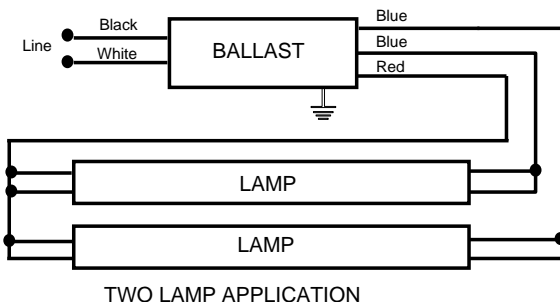 Blue
Black
Line
BALLAST
Blue
White
Red
LAMP
LAMP
TWO LAMP APPLICATION